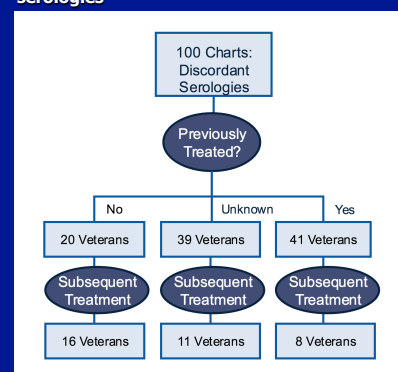 serologies
100 Charts:
Discordant
Serologies
Previously
Treated?
No
Unknown
Yes
20 Veterans
39 Veterans
41 Veterans
Subsequent
Treatment
Subsequent
Treatment
Subsequent
Treatment
16 Veterans
11 Veterans
8 Veterans